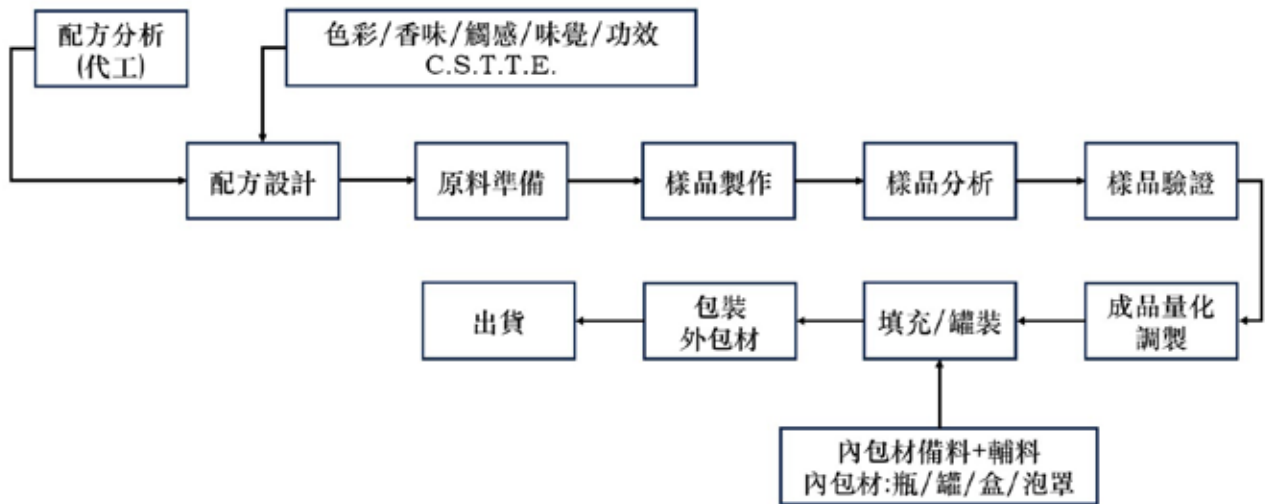 配方分析
(代工)
色彩/香味/觸感/味覺/功效
C.S.T.T.E.
配方設計
原料準備
樣品製作
樣品分析
樣品驗證
成品量化
調製
填充/罐裝
包裝
外包材
出貨
內包材備料+輔料
內包材:瓶/罐/盒/泡罩